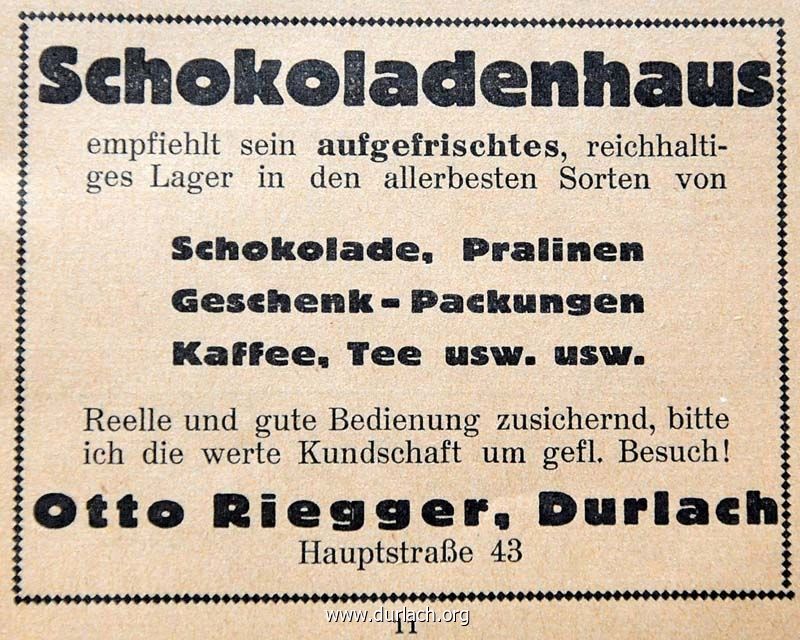 Schokoladenhaus
empfiehlt sein aufgefrischtes, reichhalti-
ges Lager in den allerbesten Sorten von
Schokolade, Pralinen
Geschenk-Packungen
Kaffee, Tee usw. usw.
Reelle und gute Bedienung zusichernd, bitte
ich die werte Kundschaft um gefl. Besuch!
Otto Riegger, Durlach
Hauptstraße 43
www.durlach.org
11